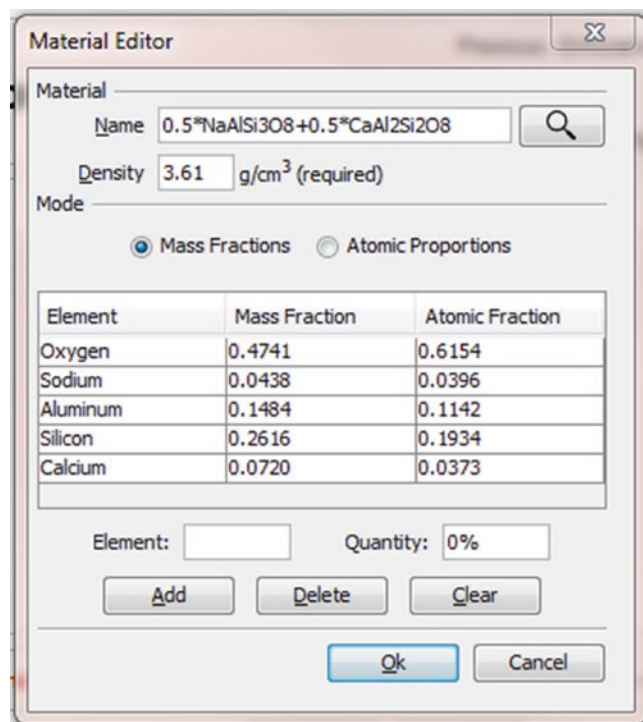 Material Editor
Material
Name 0.5*NaAlSi3O8+0.5*CaAl2Si2O8
Density 3.61 g/cm3 (required)
Mode
Mass Fractions Atomic Proportions
Element Mass Fraction Atomic Fraction
Oxygen 0.4741 0.6154
Sodium 0.0438 0.0396
Aluminum 0.1484 0.1142
Silicon 0.2616 0.1934
Calcium 0.0720 0.0373
Element: Quantity: 0%
Add Delete Clear
Ok Cancel